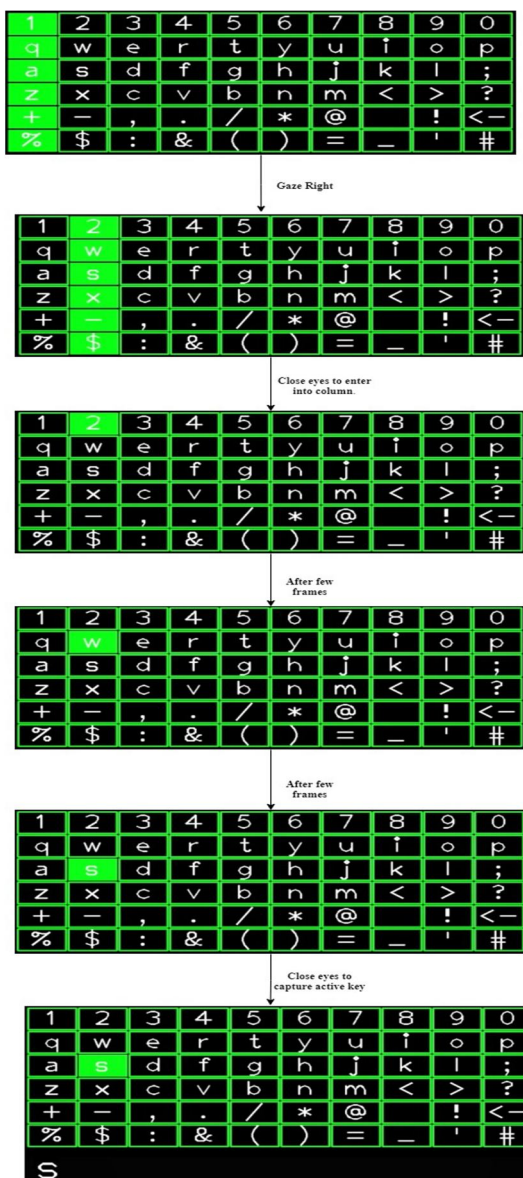 1 2 3 4 5 6 7 8 9 0
q w e r t y u i o p
a s d f g h j k l ;
z x c v b n m < > ?
+ – , . / * @ ! <–
% $ : & ( ) = _ ' #
Gaze Right
1 2 3 4 5 6 7 8 9 0
q w e r t y u i o p
a s d f g h j k l ;
z x c v b n m < > ?
+ – , . / * @ ! <–
% $ : & ( ) = _ ' #
Close eyes to enter
into column.
1 2 3 4 5 6 7 8 9 0
q w e r t y u i o p
a s d f g h j k l ;
z x c v b n m < > ?
+ – , . / * @ ! <–
% $ : & ( ) = _ ' #
After few
frames
1 2 3 4 5 6 7 8 9 0
q w e r t y u i o p
a s d f g h j k l ;
z x c v b n m < > ?
+ – , . / * @ ! <–
% $ : & ( ) = _ ' #
After few
frames
1 2 3 4 5 6 7 8 9 0
q w e r t y u i o p
a s d f g h j k l ;
z x c v b n m < > ?
+ – , . / * @ ! <–
% $ : & ( ) = _ ' #
Close eyes to
capture active key
1 2 3 4 5 6 7 8 9 0
q w e r t y u i o p
a s d f g h j k l ;
z x c v b n m < > ?
+ – , . / * @ ! <–
% $ : & ( ) = _ ' #
s